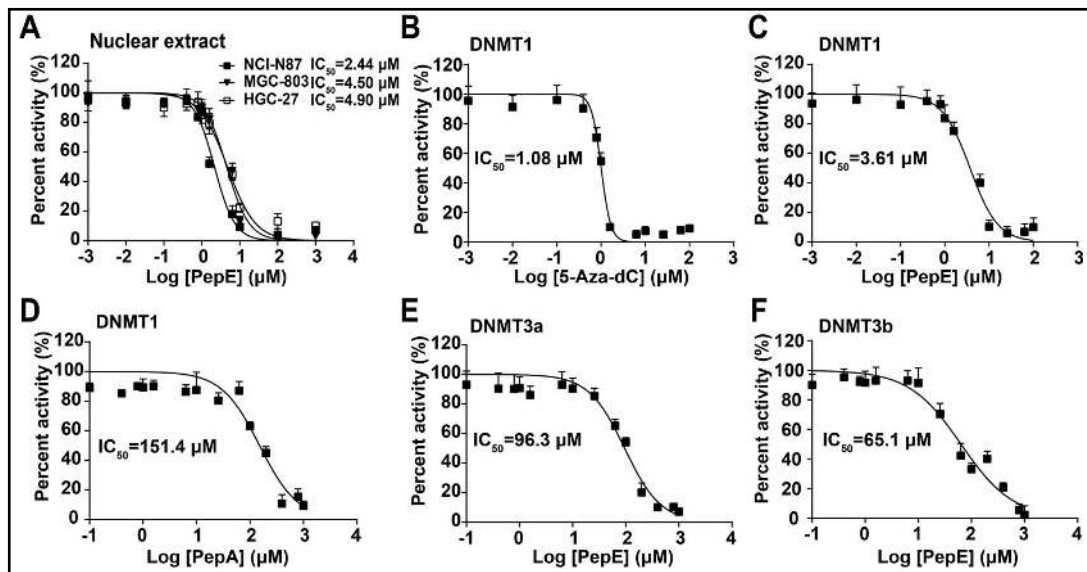 A
Nuclear extract
NCI-N87 IC50=2.44 µM
MGC-803 IC50=4.50 µM
HGC-27 IC50=4.90 µM
Percent activity (%)
120
100
80
60
40
20
0
-3 -2 -1 0 1 2 3 4
Log [PepE] (µM)
B
DNMT1
IC50=1.08 µM
Percent activity (%)
120
100
80
60
40
20
0
-3 -2 -1 0 1 2 3
Log [5-Aza-dC] (µM)
C
DNMT1
IC50=3.61 µM
Percent activity (%)
120
100
80
60
40
20
0
-3 -2 -1 0 1 2 3
Log [PepE] (µM)
D
DNMT1
IC50=151.4 µM
Percent activity (%)
120
100
80
60
40
20
0
-1 0 1 2 3 4
Log [PepA] (µM)
E
DNMT3a
IC50=96.3 µM
Percent activity (%)
120
100
80
60
40
20
0
-1 0 1 2 3 4
Log [PepE] (µM)
F
DNMT3b
IC50=65.1 µM
Percent activity (%)
120
100
80
60
40
20
0
-1 0 1 2 3 4
Log [PepE] (µM)